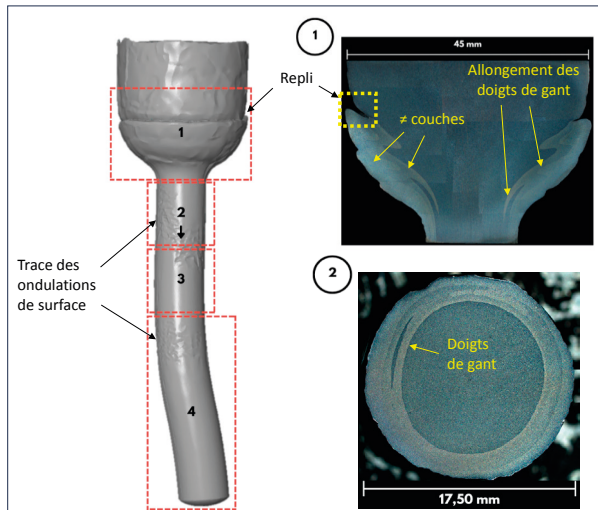 1
45 mm
Repli
Allongement des
doigts de gant
≠ couches
1
2
3
4
Trace des
ondulations
de surface
2
Doigts
de gant
17,50 mm